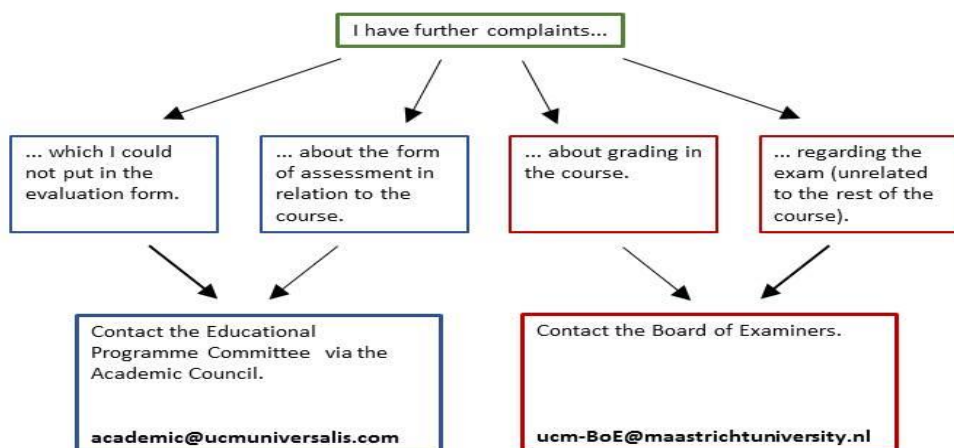 I have further complaints...
... which I could
not put in the
evaluation form.
... about the form
of assessment in
relation to the
course.
... about grading in
the course.
... regarding the
exam (unrelated
to the rest of the
course).
Contact the Educational
Programme Committee via the
Academic Council.
academic@ucmuniversalis.com
Contact the Board of Examiners.
ucm-BoE@maastrichtuniversity.nl